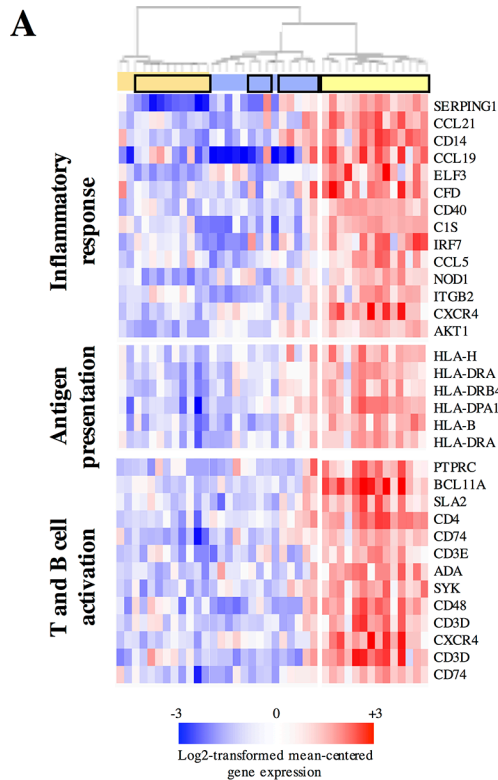 A
Inflammatory
response
SERPING1
CCL21
CD14
CCL19
ELF3
CFD
CD40
C1S
IRF7
CCL5
NOD1
ITGB2
CXCR4
AKT1
Antigen
presentation
HLA-H
HLA-DRA
HLA-DRB4
HLA-DPA1
HLA-B
HLA-DRA
T and B cell
activation
PTPRC
BCL11A
SLA2
CD4
CD74
CD3E
ADA
SYK
CD48
CD3D
CXCR4
CD3D
CD74
-3 0 +3
Log2-transformed mean-centered
gene expression